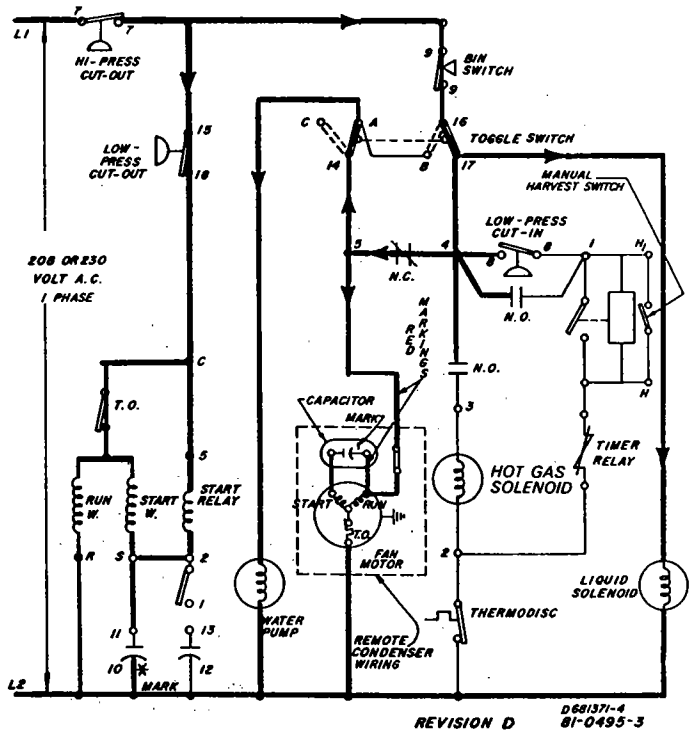 L1
7
7
HI-PRESS
CUT-OUT
9
9
BIN
SWITCH
C
A
16
TOGGLE SWITCH
14
B
17
15
LOW-
PRESS
CUT-OUT
18
MANUAL
HARVEST SWITCH
LOW-PRESS
CUT-IN
5
4
8
8
1
H1
N.C.
N.O.
208 OR 230
VOLT A.C.
1 PHASE
RED
MARKINGS
H
C
T.O.
N.O.
3
CAPACITOR
MARK
5
TIMER
RELAY
RUN
W.
START
W.
START
RELAY
HOT GAS
SOLENOID
START
RUN
T.O.
FAN
MOTOR
R
S
2
2
1
WATER
PUMP
LIQUID
SOLENOID
THERMODISC
REMOTE
CONDENSER
WIRING
11
13
10
12
MARK
L2
REVISION D
D681371-4
81-0495-3